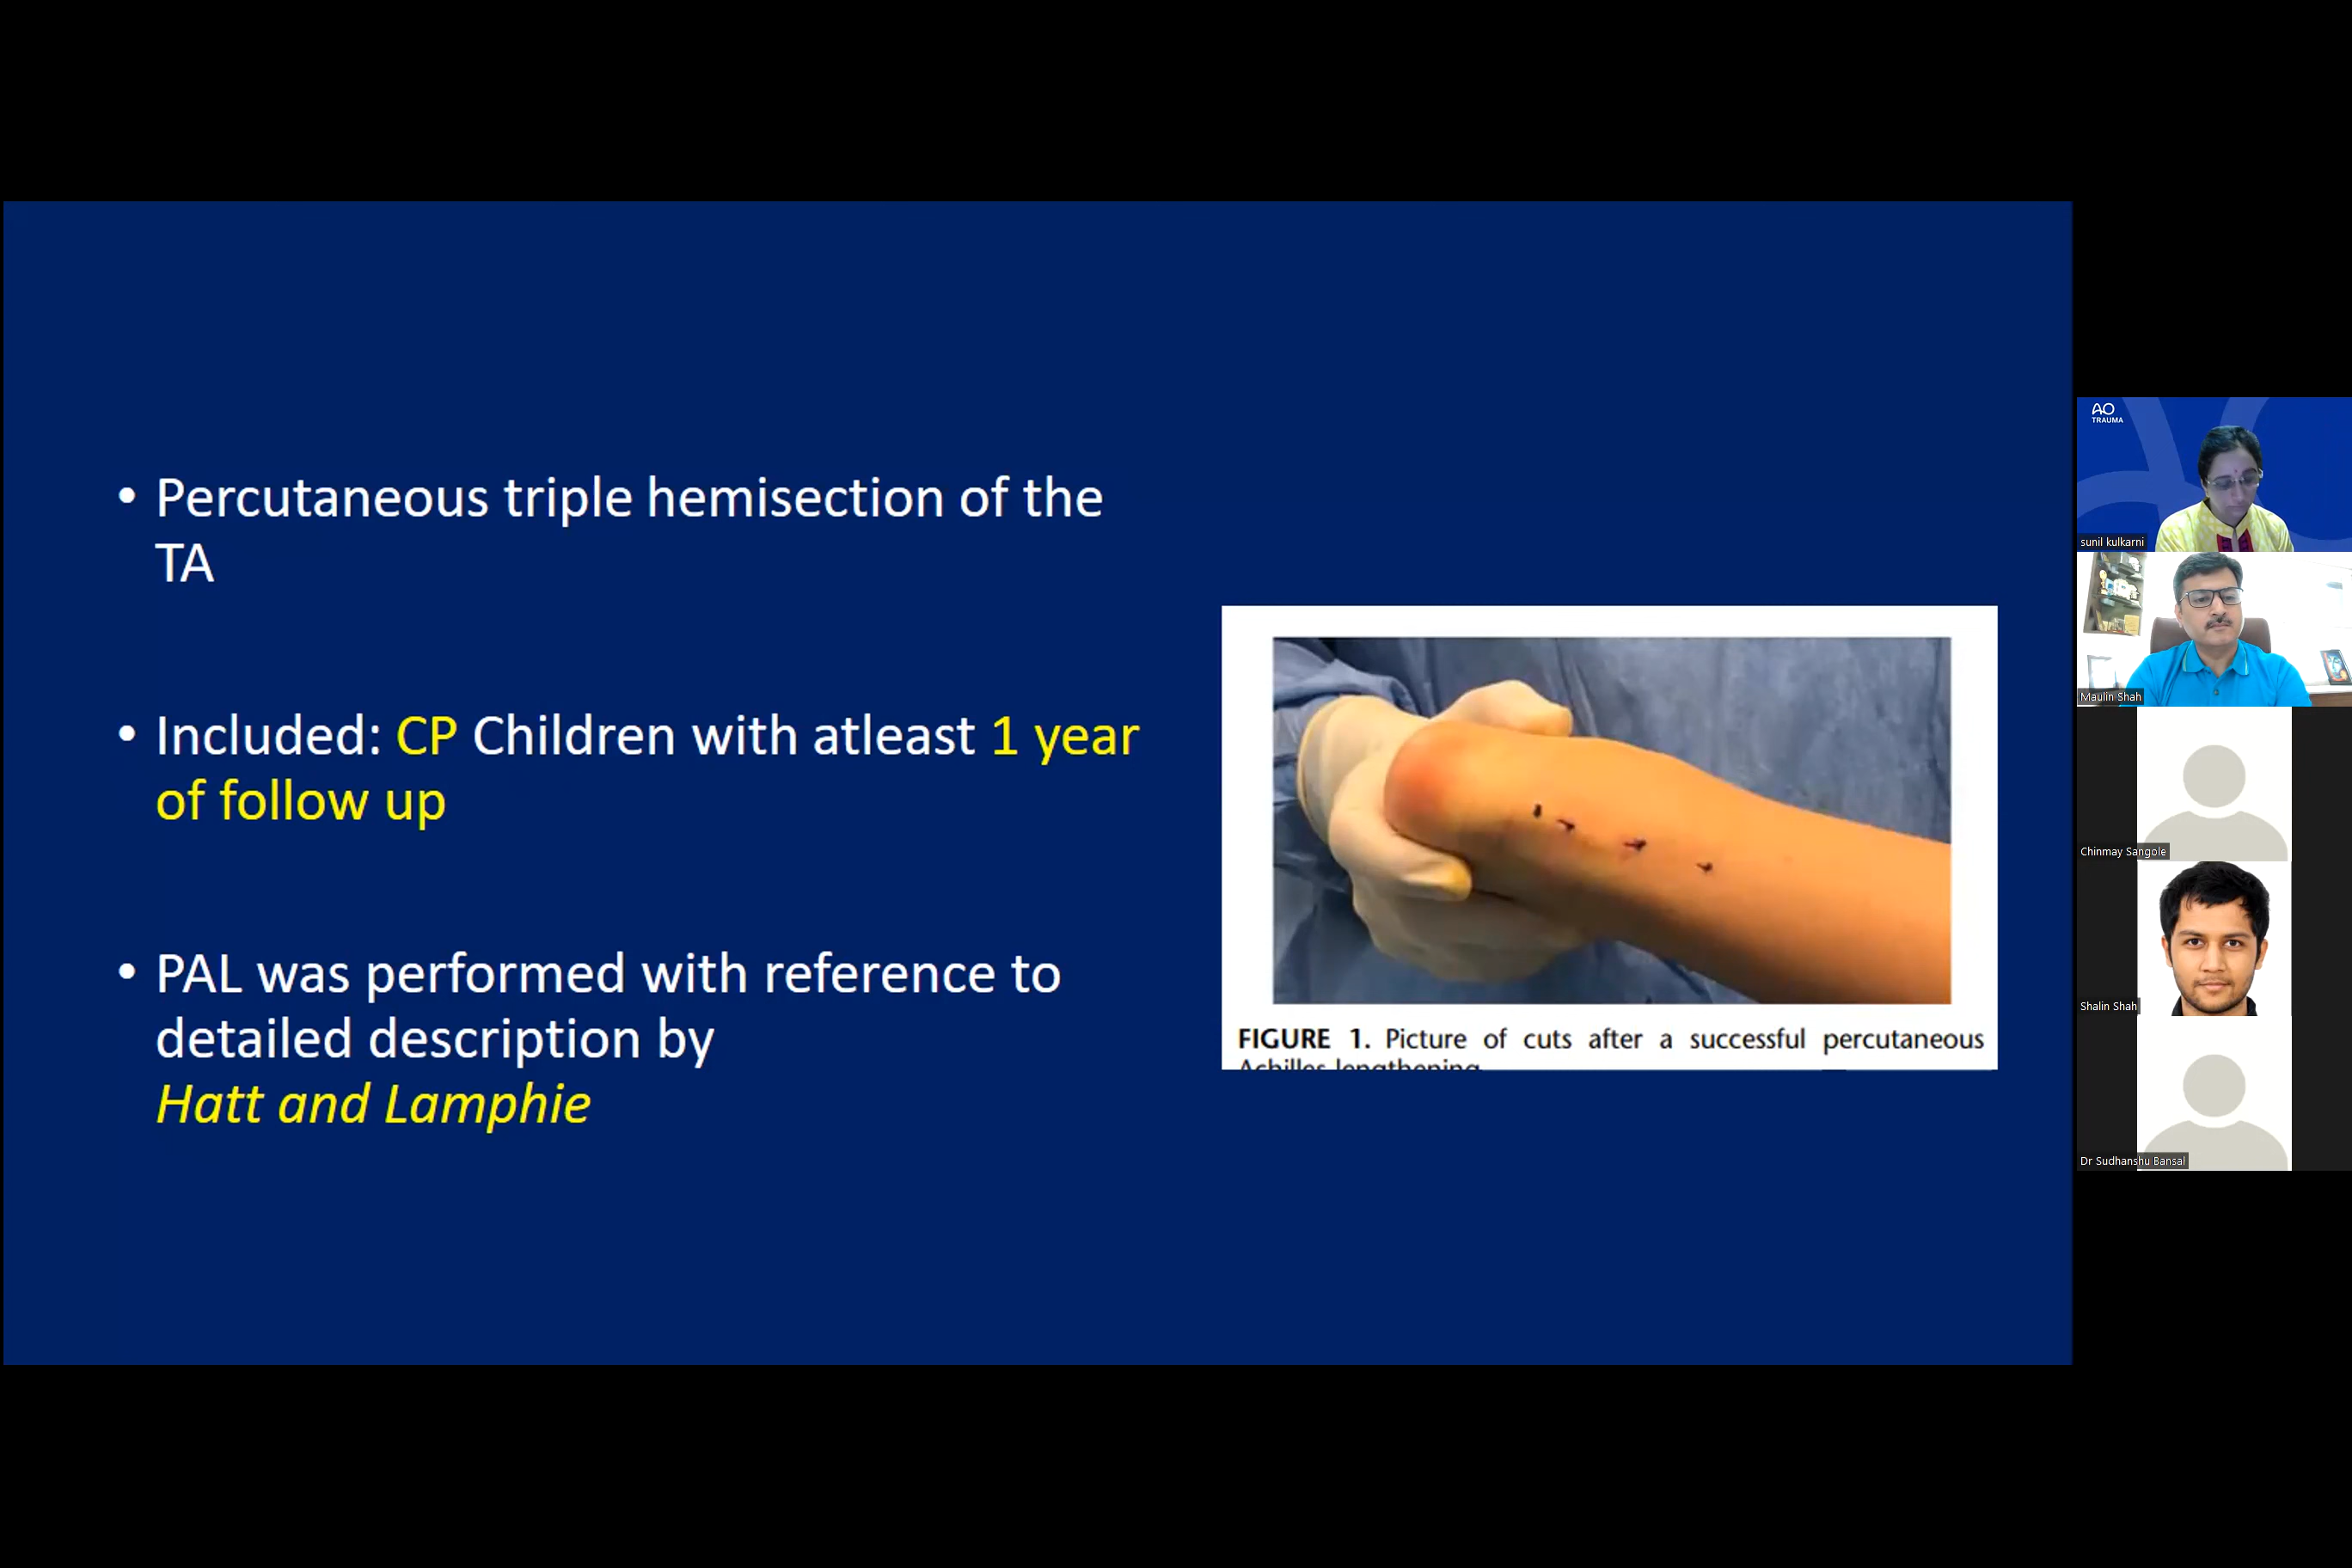 • Percutaneous triple hemisection of the
TA
• Included: CP Children with atleast 1 year
of follow up
• PAL was performed with reference to
detailed description by
Hatt and Lamphie
FIGURE 1. Picture of cuts after a successful percutaneous
Achilles lengthening
AO
TRAUMA
sunil kulkarni
Maulin Shah
Chinmay Sangole
Shalin Shah
Dr Sudhanshu Bansal